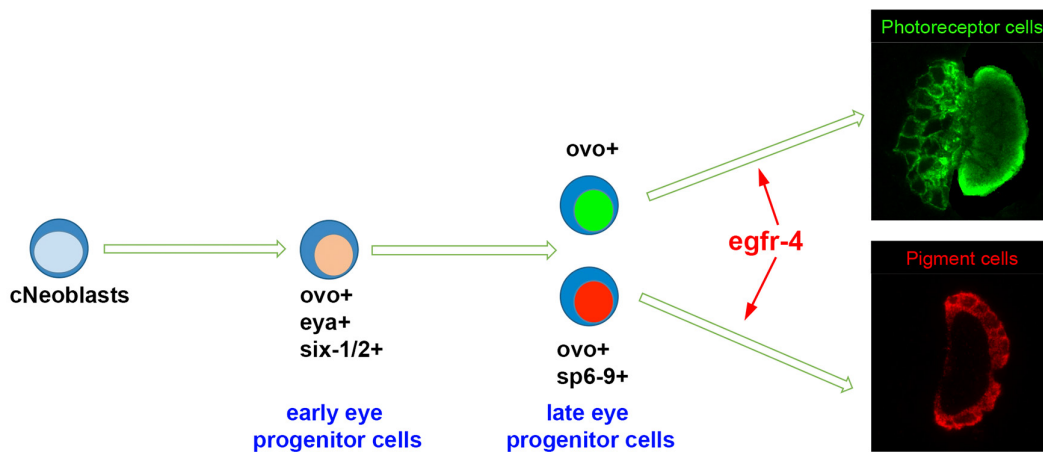 Photoreceptor cells
ovo+
egfr-4
Pigment cells
cNeoblasts
ovo+
eya+
six-1/2+
ovo+
sp6-9+
early eye
progenitor cells
late eye
progenitor cells